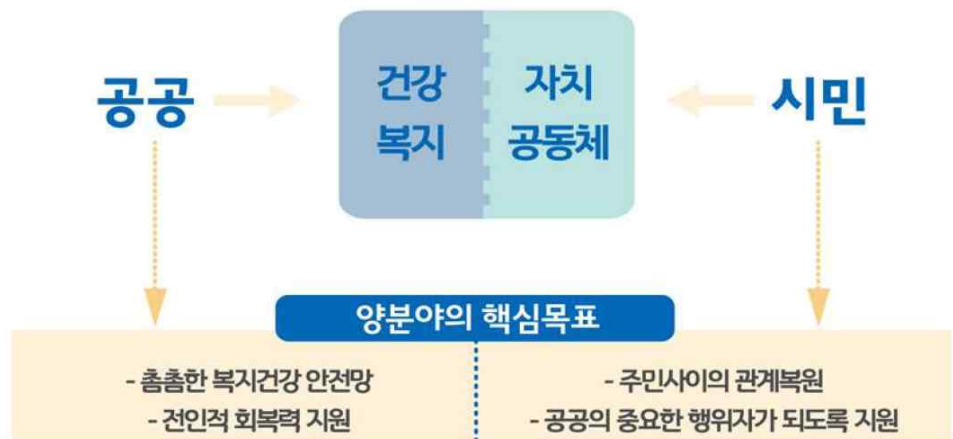 공공
건강
복지
자치
공동체
시민
양분야의 핵심목표
- 촘촘한 복지건강 안전망
- 전인적 회복력 지원
- 주민사이의 관계복원
- 공공의 중요한 행위자가 되도록 지원